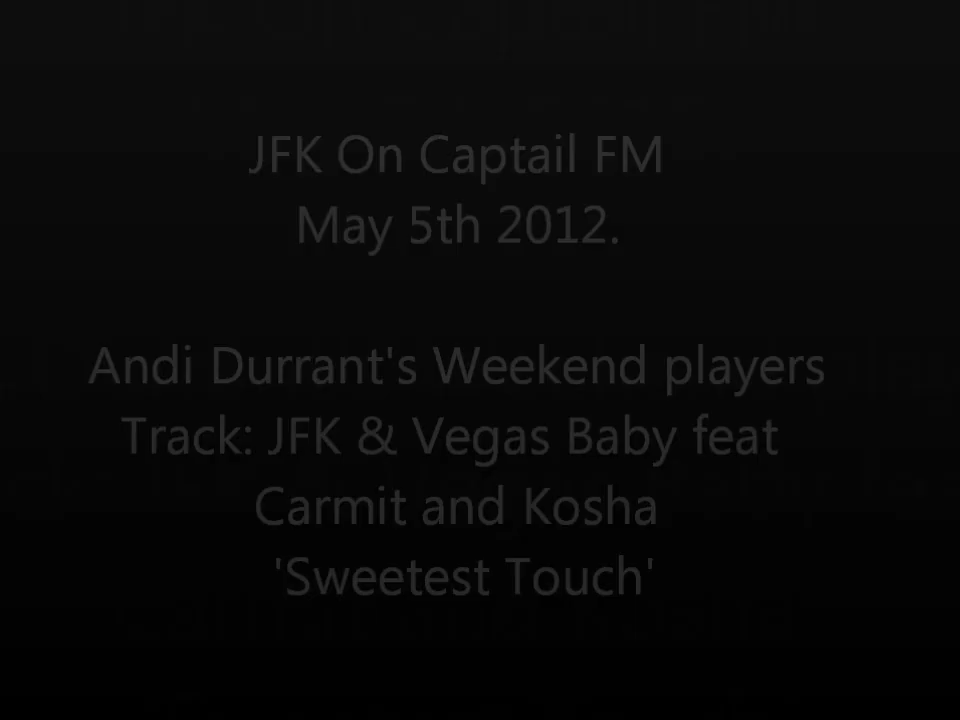 JFK On Captail FM
May 5th 2012.
Andi Durrant's Weekend players
Track: JFK & Vegas Baby feat
Carmit and Kosha
'Sweetest Touch'